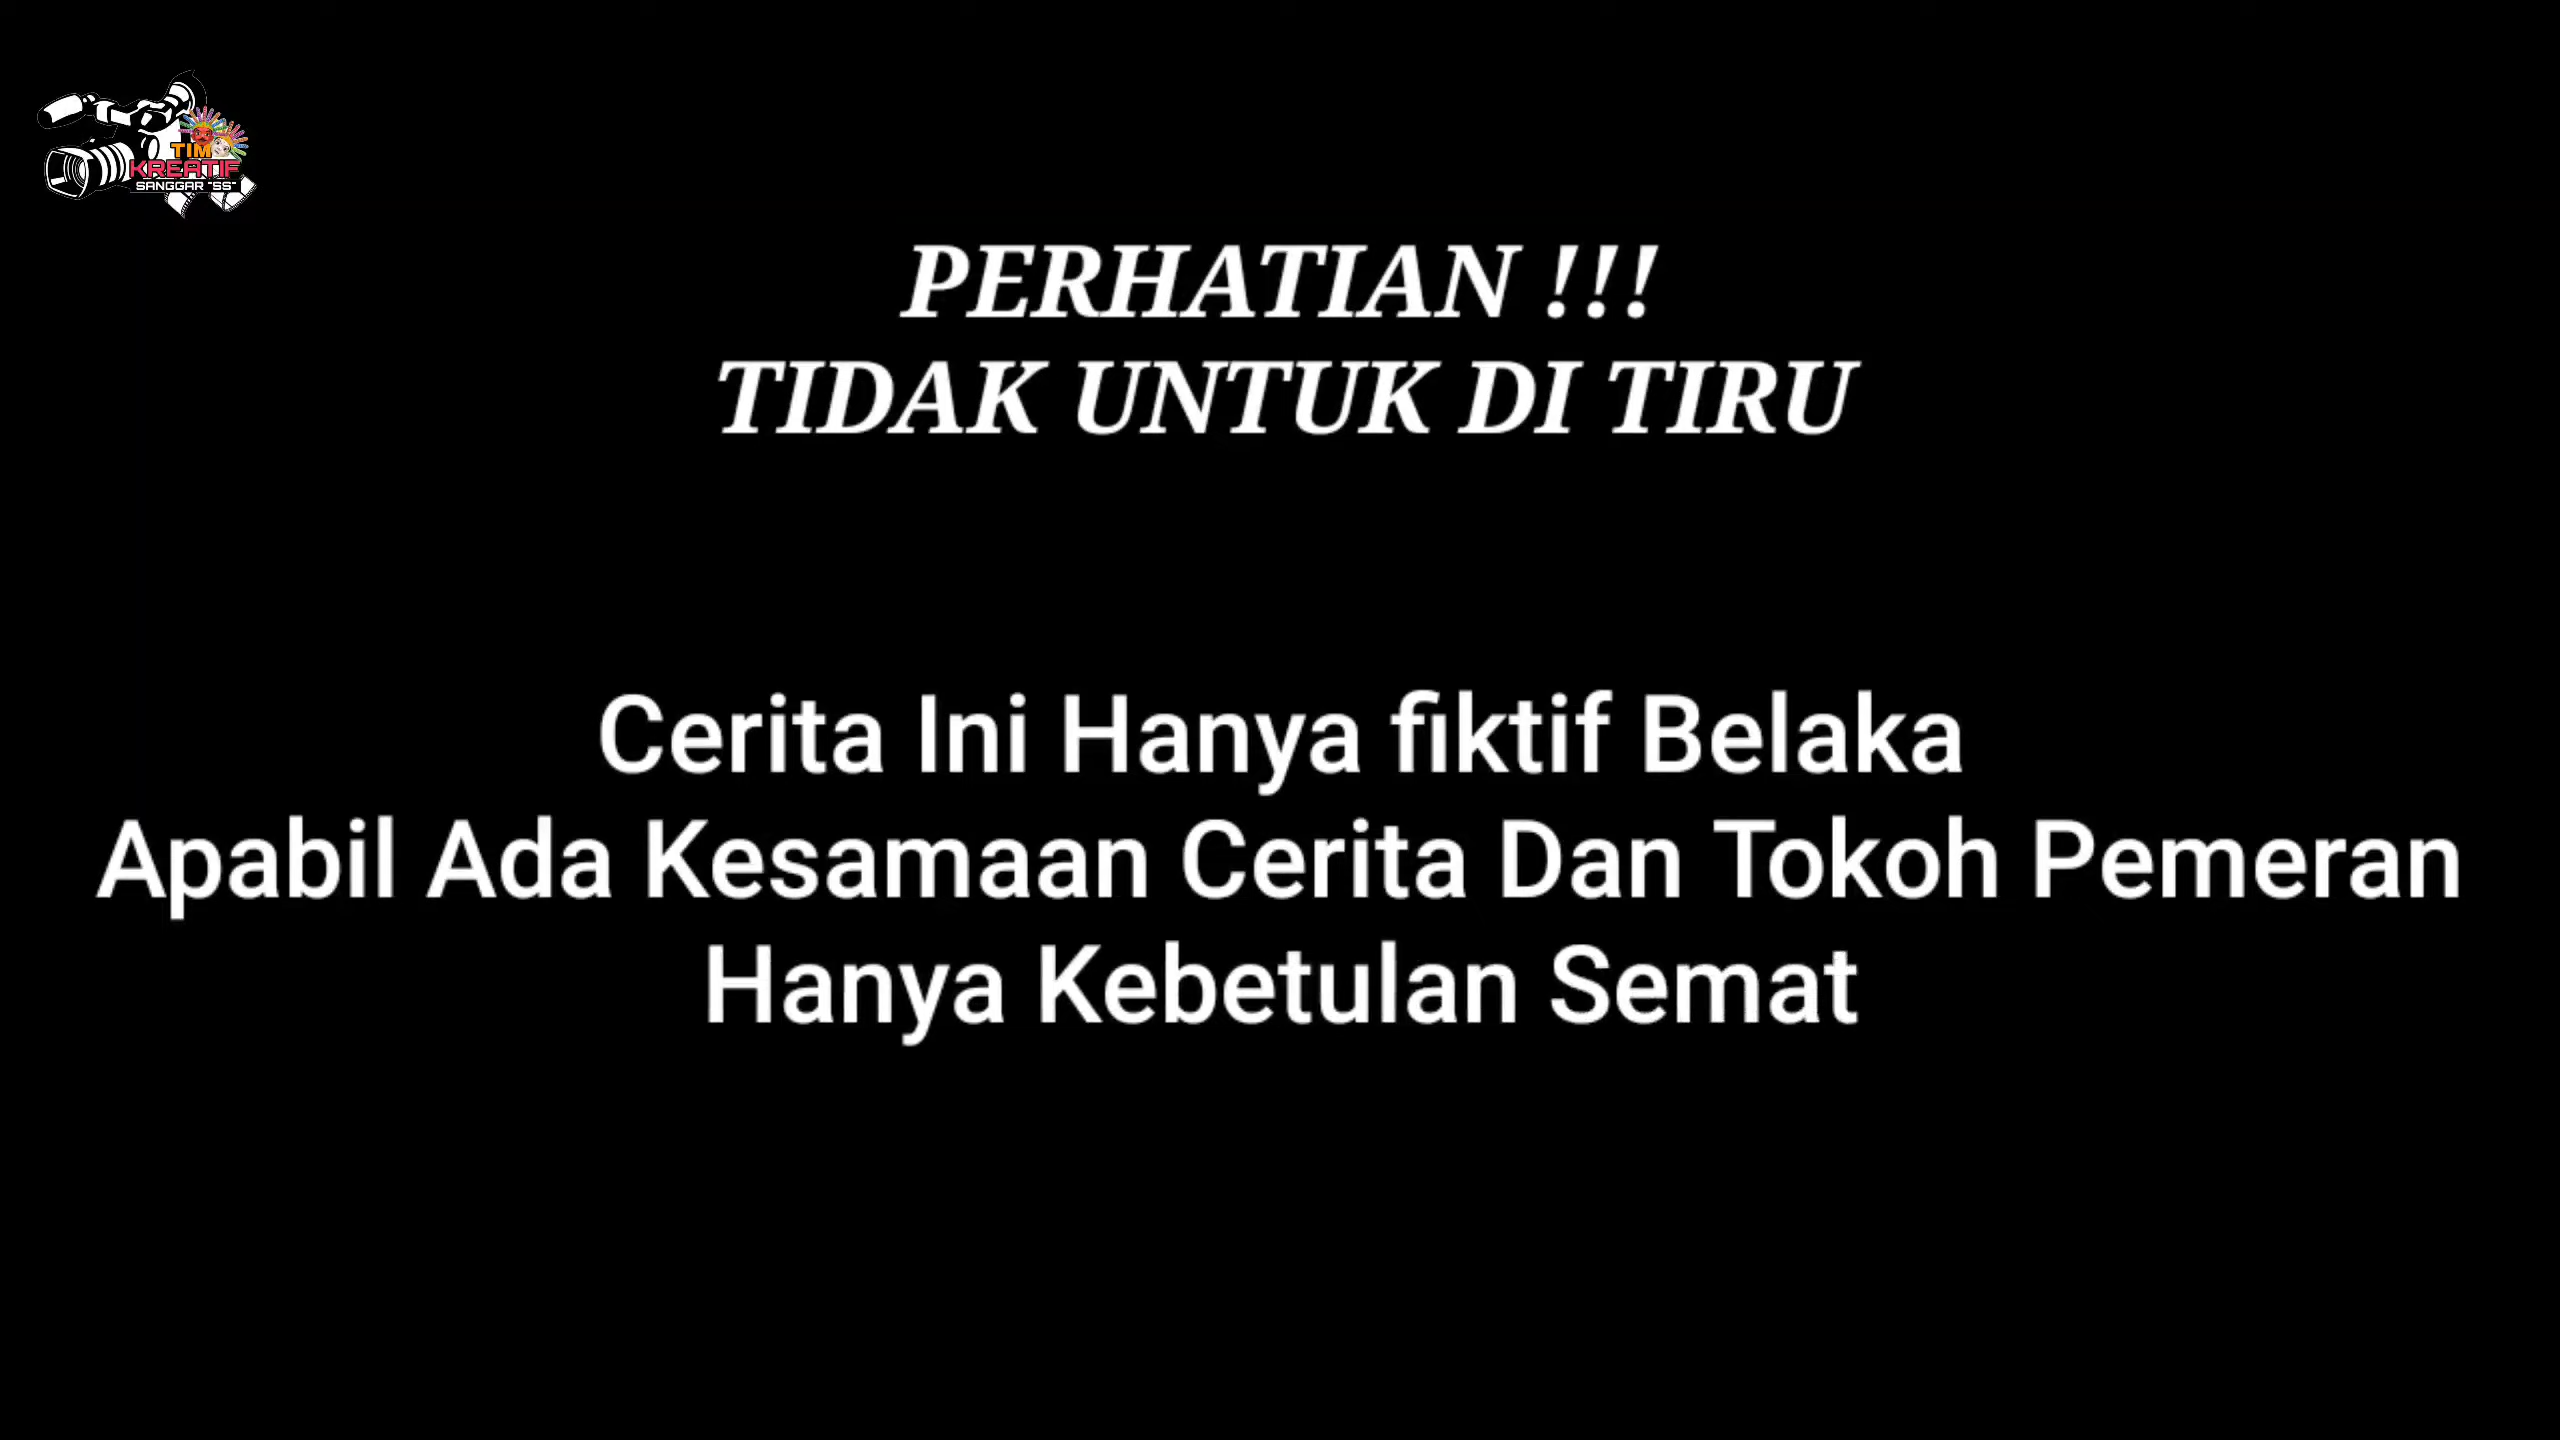 TIM
KREATIF
SANGGAR "SS"
PERHATIAN !!!
TIDAK UNTUK DI TIRU
Cerita Ini Hanya fiktif Belaka
Apabil Ada Kesamaan Cerita Dan Tokoh Pemeran
Hanya Kebetulan Semat